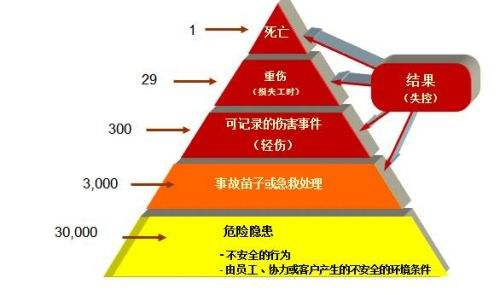 1
死亡
29
重伤
（损失工时）
结果
（失控）
300
可记录的伤害事件
（轻伤）
3,000
事故苗子或急救处理
30,000
危险隐患
- 不安全的行为
- 由员工、协力或客户产生的不安全的环境条件